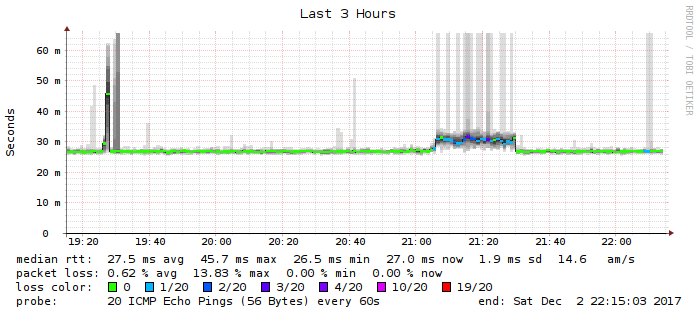 Last 3 Hours
RRDTOOL / TOBI OETIKER
Seconds
60 m
50 m
40 m
30 m
20 m
10 m
0
19:20 19:40 20:00 20:20 20:40 21:00 21:20 21:40 22:00
median rtt: 27.5 ms avg 45.7 ms max 26.5 ms min 27.0 ms now 1.9 ms sd 14.6 am/s
packet loss: 0.62 % avg 13.83 % max 0.00 % min 0.00 % now
loss color: 0 1/20 2/20 3/20 4/20 10/20 19/20
probe: 20 ICMP Echo Pings (56 Bytes) every 60s end: Sat Dec 2 22:15:03 2017